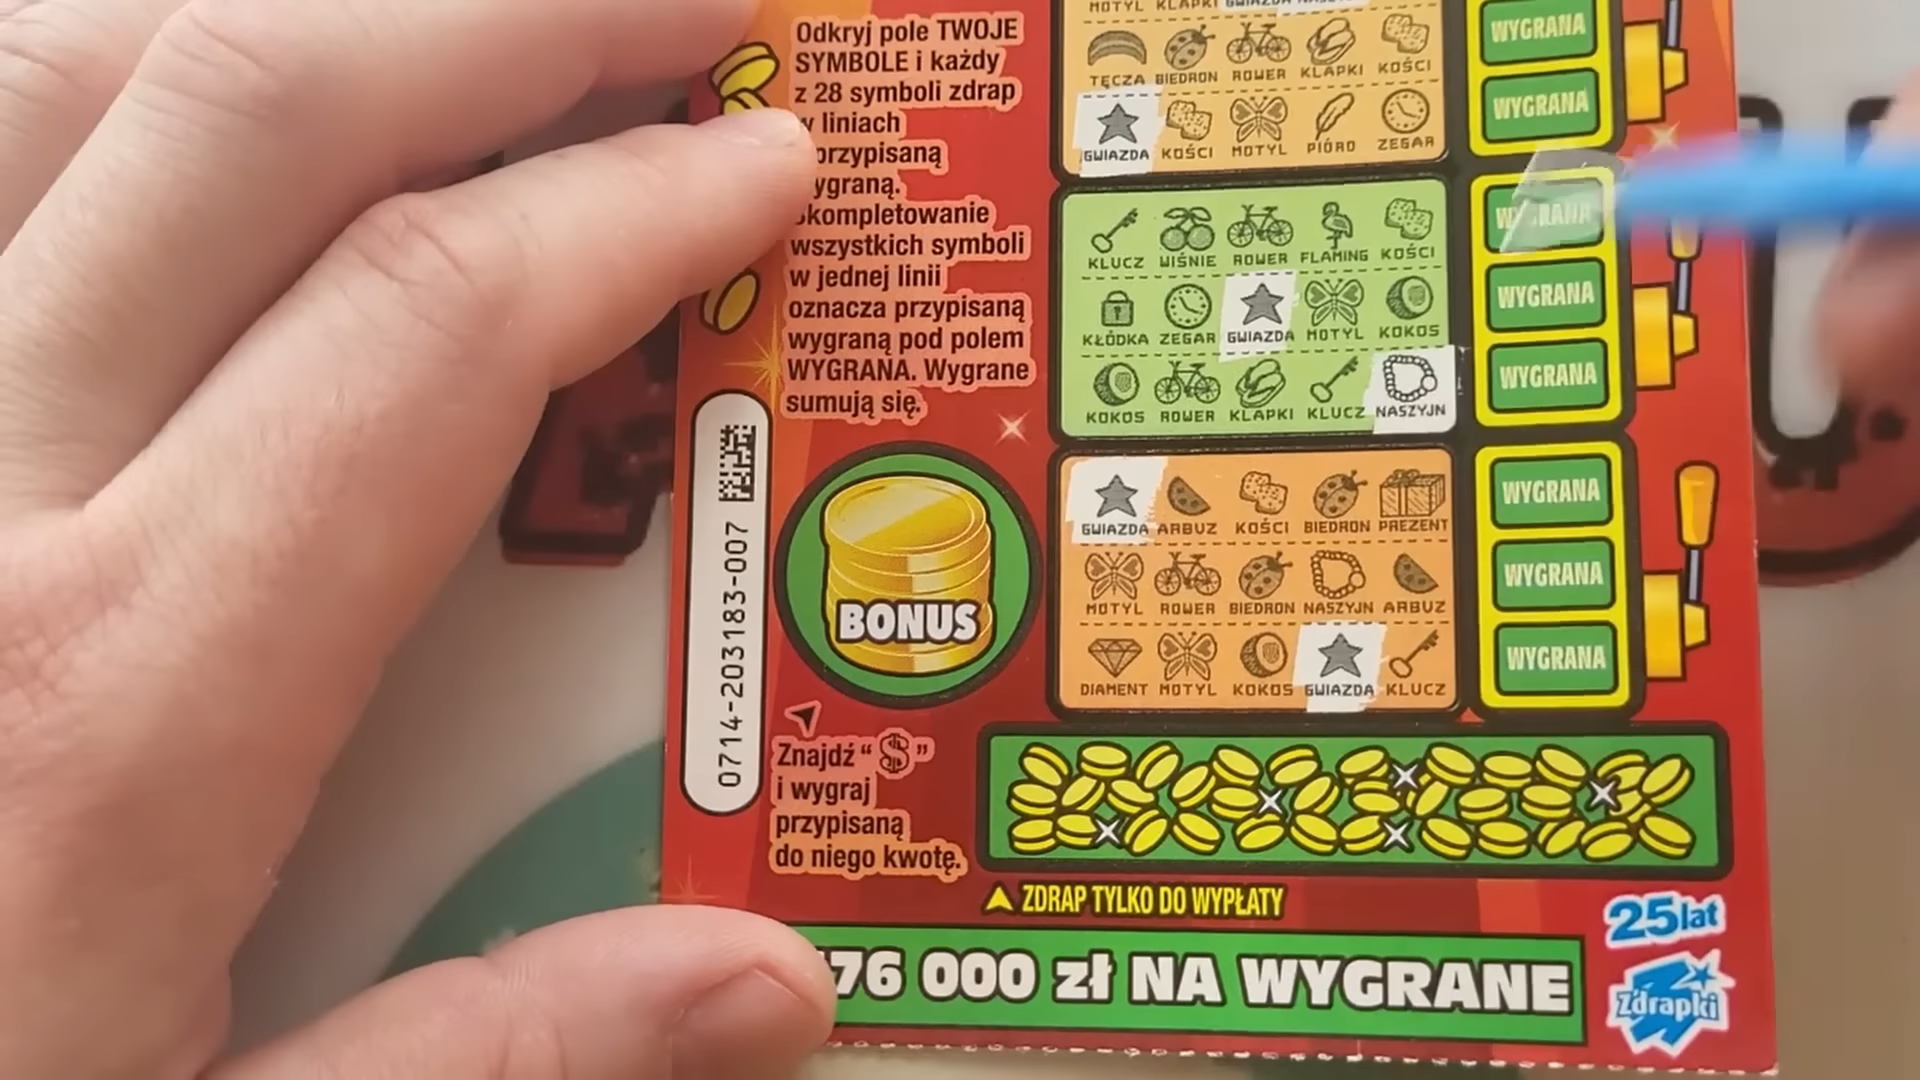 Odkryj pole TWOJE
SYMBOLE i każdy
z 28 symboli zdrap
w liniach
przypisaną
wygraną.
Skompletowanie
wszystkich symboli
w jednej linii
oznacza przypisaną
wygraną pod polem
WYGRANA. Wygrane
sumują się.
0714-203183-007
BONUS
Znajdź “$”
i wygraj
przypisaną
do niego kwotę.
MOTYL KLAPKI GWIAZDA
TĘCZA BIEDRON ROWER KLAPKI KOŚCI
GWIAZDA KOŚCI MOTYL PIÓRO ZEGAR
WYGRANA
WYGRANA
KLUCZ WIŚNIE ROWER FLAMING KOŚCI
KŁÓDKA ZEGAR GWIAZDA MOTYL KOKOS
KOKOS ROWER KLAPKI KLUCZ NASZYJN
WYGRANA
WYGRANA
WYGRANA
GWIAZDA ARBUZ KOŚCI BIEDRON PREZENT
MOTYL ROWER BIEDRON NASZYJN ARBUZ
DIAMENT MOTYL KOKOS GWIAZDA KLUCZ
WYGRANA
WYGRANA
WYGRANA
ZDRAP TYLKO DO WYPŁATY
76 000 zł NA WYGRANE
25 lat
Zdrapki